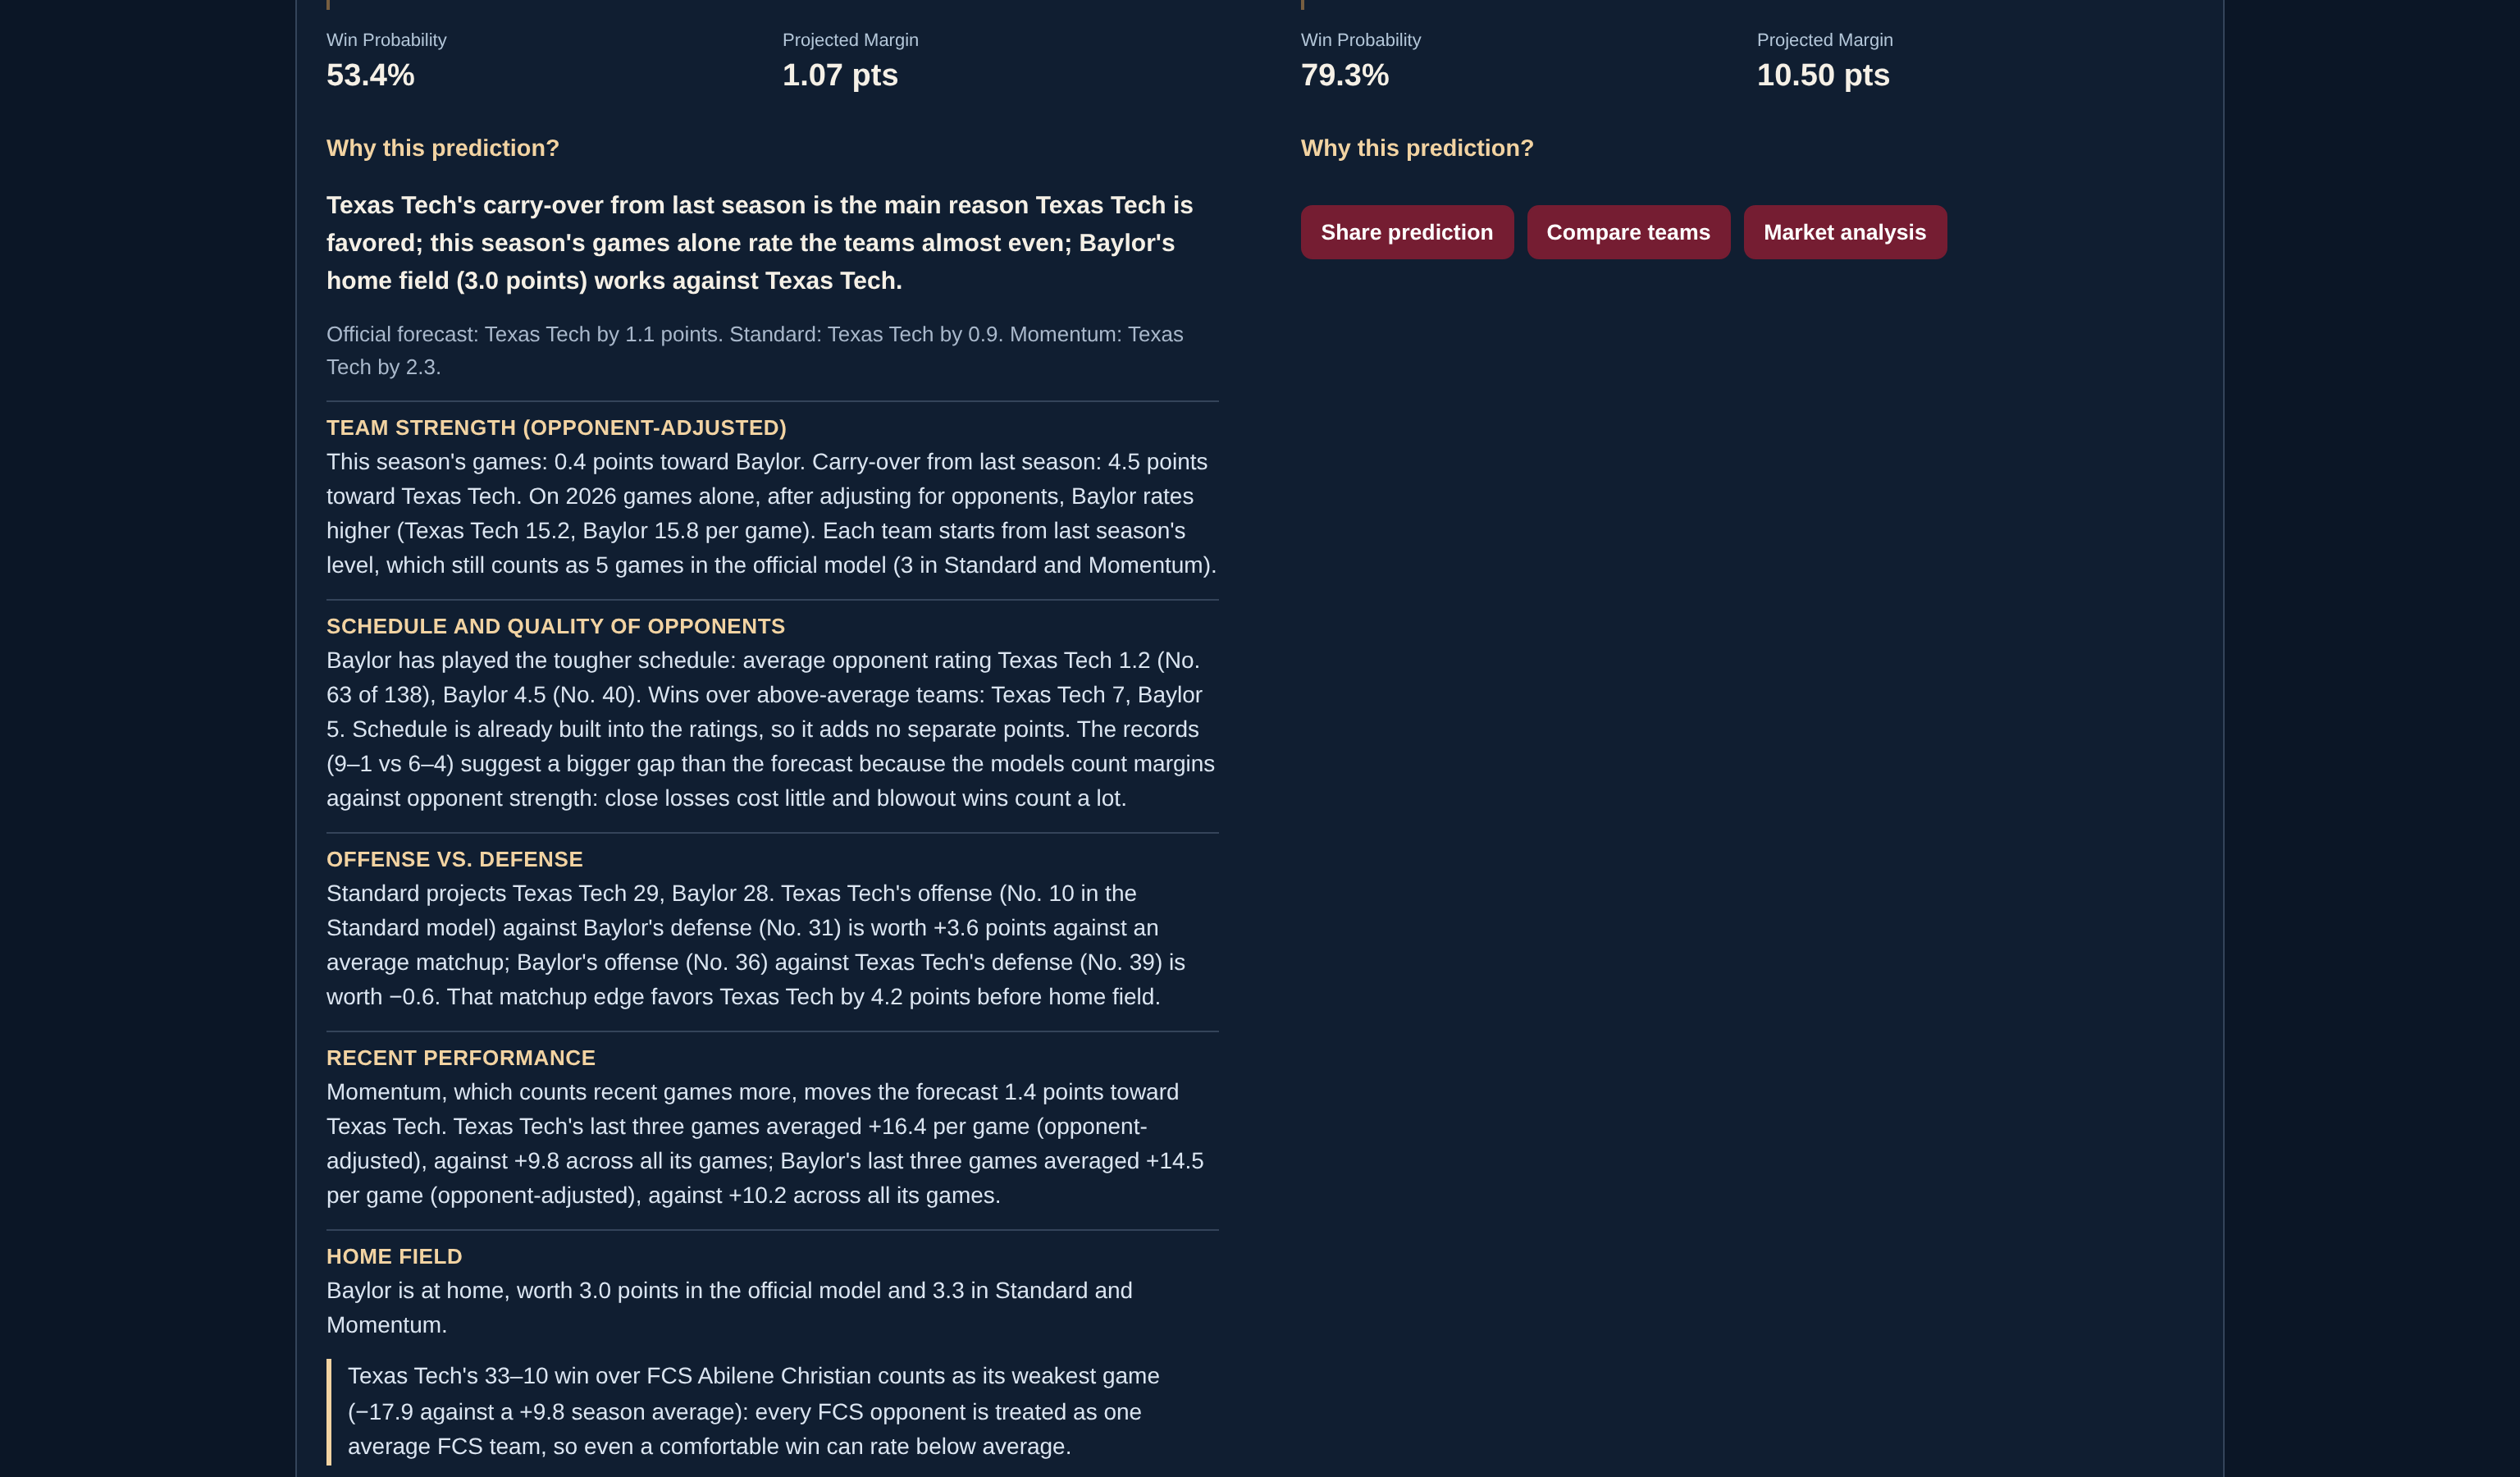 Win Probability
Projected Margin
53.4%
1.07 pts
Why this prediction?
Texas Tech's carry-over from last season is the main reason Texas Tech is
favored; this season's games alone rate the teams almost even; Baylor's
home field (3.0 points) works against Texas Tech.
Official forecast: Texas Tech by 1.1 points. Standard: Texas Tech by 0.9. Momentum: Texas
Tech by 2.3.
TEAM STRENGTH (OPPONENT-ADJUSTED)
This season's games: 0.4 points toward Baylor. Carry-over from last season: 4.5 points
toward Texas Tech. On 2026 games alone, after adjusting for opponents, Baylor rates
higher (Texas Tech 15.2, Baylor 15.8 per game). Each team starts from last season's
level, which still counts as 5 games in the official model (3 in Standard and Momentum).
SCHEDULE AND QUALITY OF OPPONENTS
Baylor has played the tougher schedule: average opponent rating Texas Tech 1.2 (No.
63 of 138), Baylor 4.5 (No. 40). Wins over above-average teams: Texas Tech 7, Baylor
5. Schedule is already built into the ratings, so it adds no separate points. The records
(9–1 vs 6–4) suggest a bigger gap than the forecast because the models count margins
against opponent strength: close losses cost little and blowout wins count a lot.
OFFENSE VS. DEFENSE
Standard projects Texas Tech 29, Baylor 28. Texas Tech's offense (No. 10 in the
Standard model) against Baylor's defense (No. 31) is worth +3.6 points against an
average matchup; Baylor's offense (No. 36) against Texas Tech's defense (No. 39) is
worth −0.6. That matchup edge favors Texas Tech by 4.2 points before home field.
RECENT PERFORMANCE
Momentum, which counts recent games more, moves the forecast 1.4 points toward
Texas Tech. Texas Tech's last three games averaged +16.4 per game (opponent-
adjusted), against +9.8 across all its games; Baylor's last three games averaged +14.5
per game (opponent-adjusted), against +10.2 across all its games.
HOME FIELD
Baylor is at home, worth 3.0 points in the official model and 3.3 in Standard and
Momentum.
Texas Tech's 33–10 win over FCS Abilene Christian counts as its weakest game
(−17.9 against a +9.8 season average): every FCS opponent is treated as one
average FCS team, so even a comfortable win can rate below average.
Win Probability
Projected Margin
79.3%
10.50 pts
Why this prediction?
Share prediction
Compare teams
Market analysis